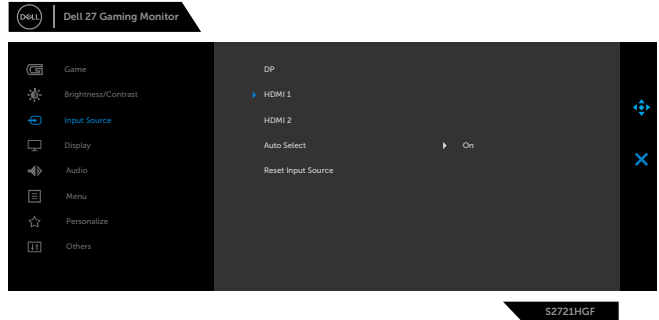 DELL Dell 27 Gaming Monitor
Game DP
Brightness/Contrast HDMI 1
Input Source HDMI 2
Display Auto Select On
Audio Reset Input Source
Menu
Personalize
Others
S2721HGF